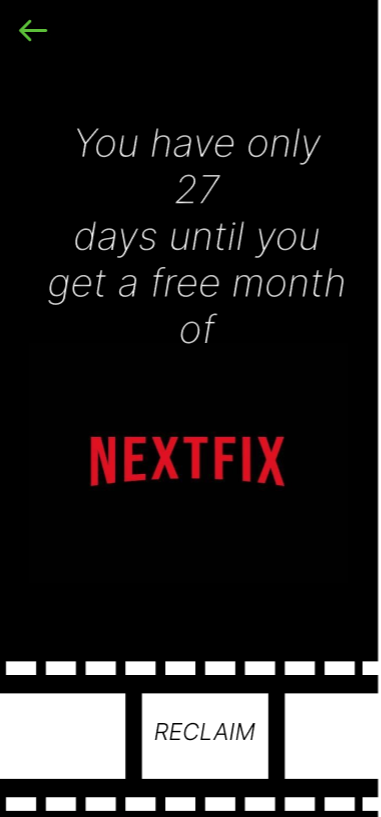 You have only
27
days until you
get a free month
of
NEXTFIX
RECLAIM